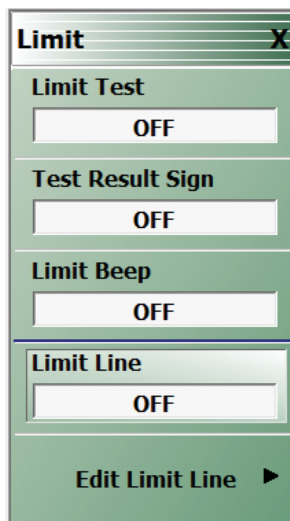 Limit X
Limit Test
OFF
Test Result Sign
OFF
Limit Beep
OFF
Limit Line
OFF
Edit Limit Line ►